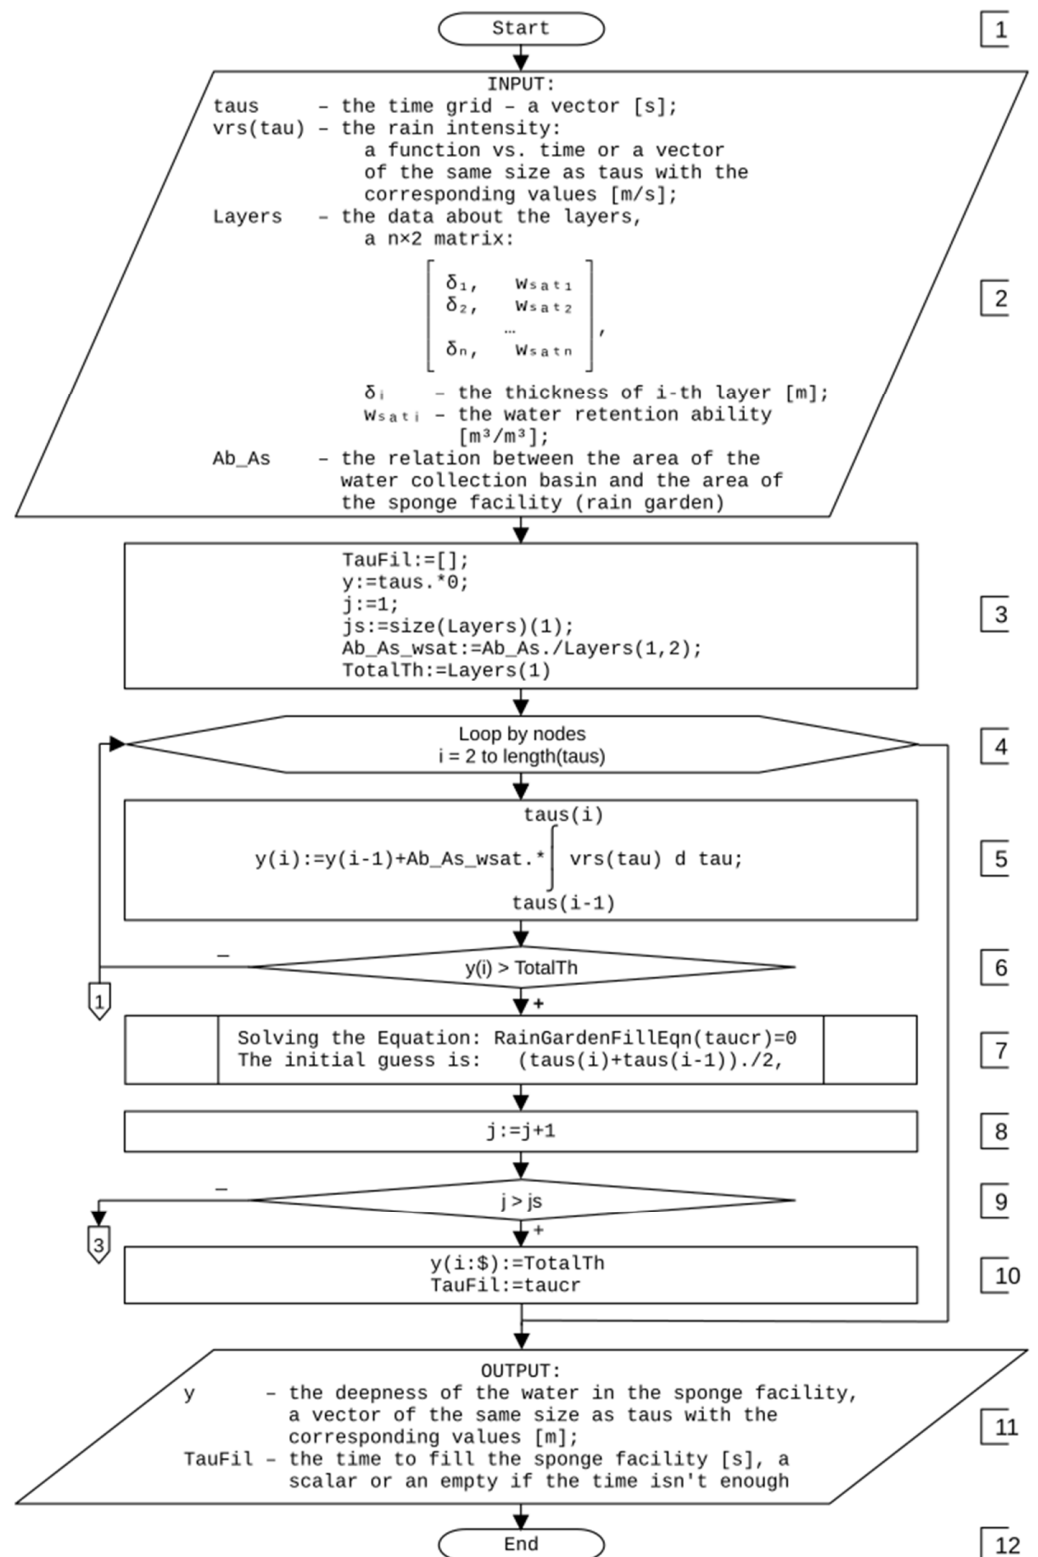 Start
1
INPUT:
taus – the time grid – a vector [s];
vrs(tau) – the rain intensity:
a function vs. time or a vector
of the same size as taus with the
corresponding values [m/s];
Layers – the data about the layers,
a n×2 matrix:
δ₁, wₛₐₜ₁
δ₂, wₛₐₜ₂
…
,
δₙ, wₛₐₜₙ
2
δᵢ – the thickness of i-th layer [m];
wₛₐₜᵢ – the water retention ability
[m³/m³];
Ab_As – the relation between the area of the
water collection basin and the area of
the sponge facility (rain garden)
TauFil:=[];
y:=taus.*0;
j:=1;
js:=size(Layers)(1);
Ab_As_wsat:=Ab_As./Layers(1,2);
TotalTh:=Layers(1)
3
Loop by nodes
i = 2 to length(taus)
4
taus(i)
y(i):=y(i-1)+Ab_As_wsat.*∫ vrs(tau) d tau;
taus(i-1)
5
–
y(i) > TotalTh
6
1
+
Solving the Equation: RainGardenFillEqn(taucr)=0
The initial guess is: (taus(i)+taus(i-1))./2,
7
j:=j+1
8
–
j > js
9
3
+
y(i:$):=TotalTh
TauFil:=taucr
10
OUTPUT:
y – the deepness of the water in the sponge facility,
a vector of the same size as taus with the
corresponding values [m];
TauFil – the time to fill the sponge facility [s], a
scalar or an empty if the time isn't enough
11
End
12